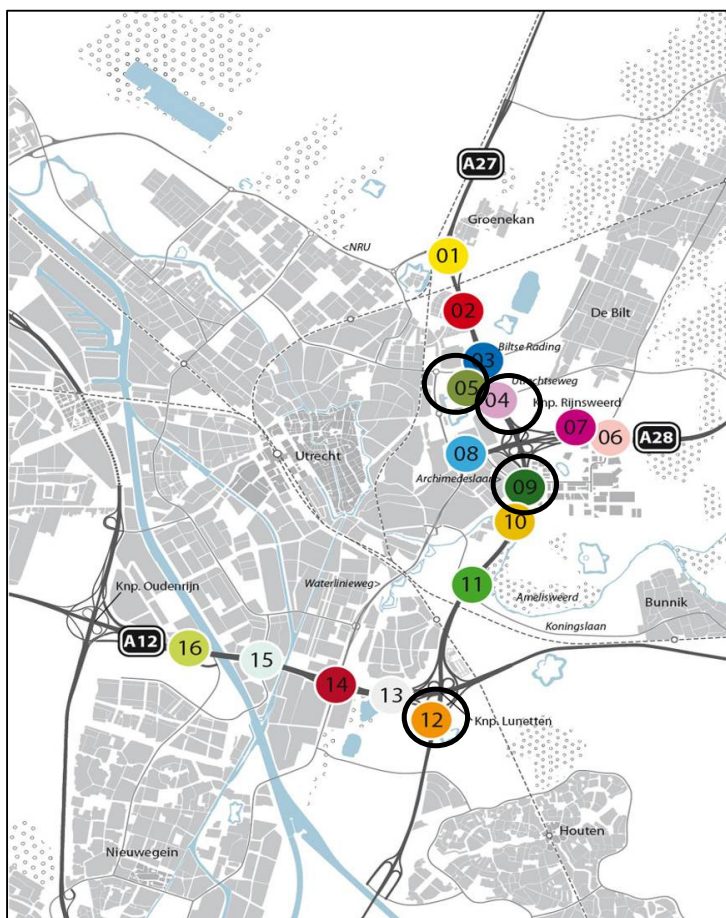 A27
Groenekan
<NRU
01
02
De Bilt
Biltse Rading
03
05
Utrechtseweg
04
Knp. Rijnsweerd
07
06
A28
08
Utrecht
Archimedeslaan>
09
10
Waterlinieweg>
11
Amelisweerd
Knp. Oudenrijn
Bunnik
Koningslaan
A12
16
15
14
13
12
Knp. Lunetten
Houten
Nieuwegein